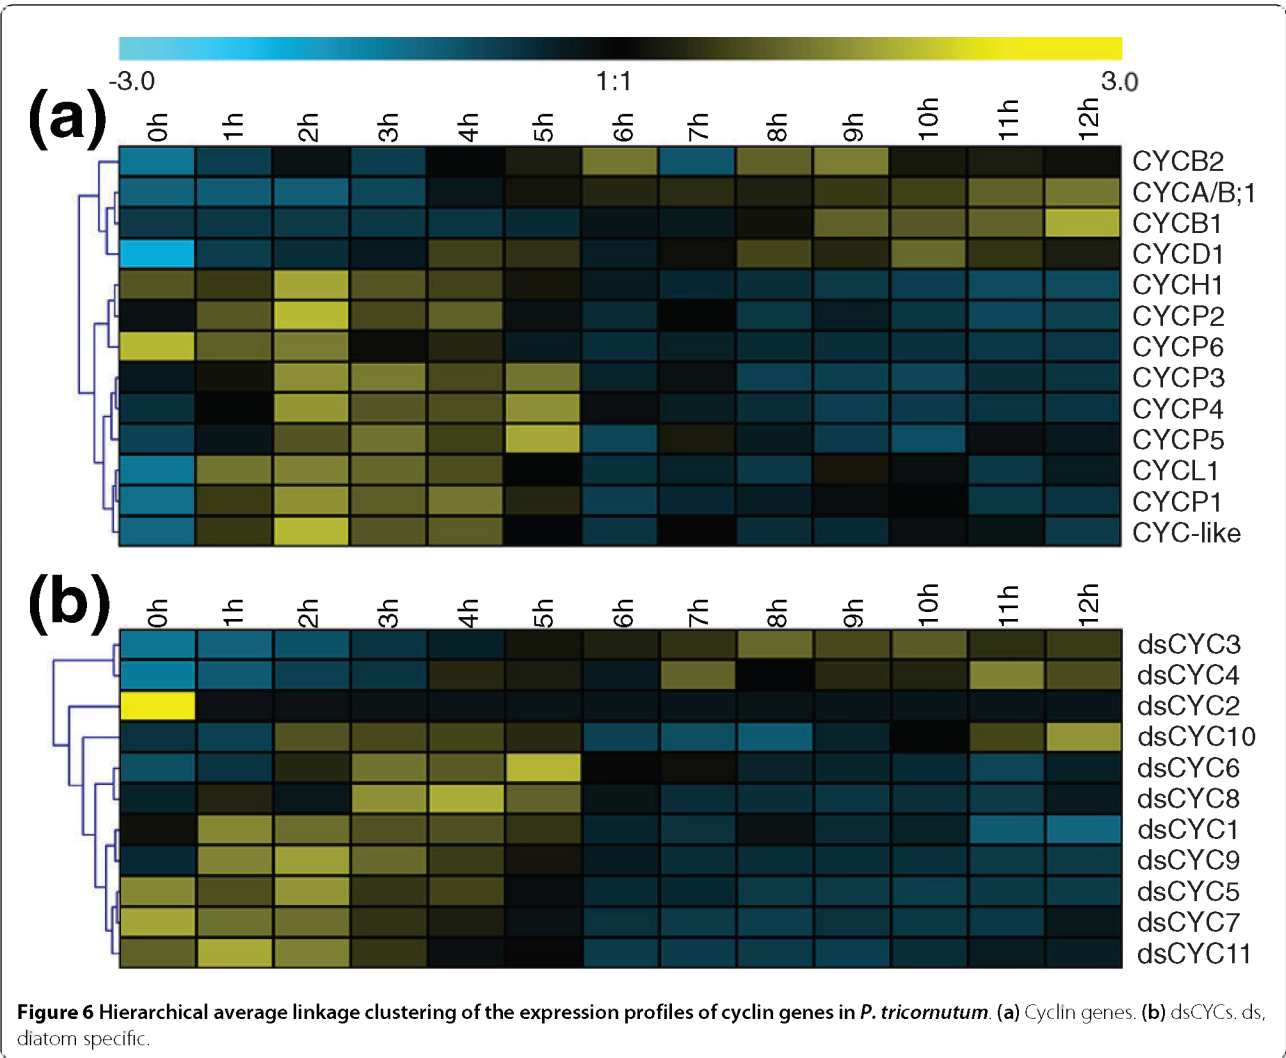 -3.0 1:1 3.0
(a)
0h 1h 2h 3h 4h 5h 6h 7h 8h 9h 10h 11h 12h
CYCB2
CYCA/B;1
CYCB1
CYCD1
CYCH1
CYCP2
CYCP6
CYCP3
CYCP4
CYCP5
CYCL1
CYCP1
CYC-like
(b)
0h 1h 2h 3h 4h 5h 6h 7h 8h 9h 10h 11h 12h
dsCYC3
dsCYC4
dsCYC2
dsCYC10
dsCYC6
dsCYC8
dsCYC1
dsCYC9
dsCYC5
dsCYC7
dsCYC11
Figure 6 Hierarchical average linkage clustering of the expression profiles of cyclin genes in P. tricornutum. (a) Cyclin genes. (b) dsCYCs. ds,
diatom specific.